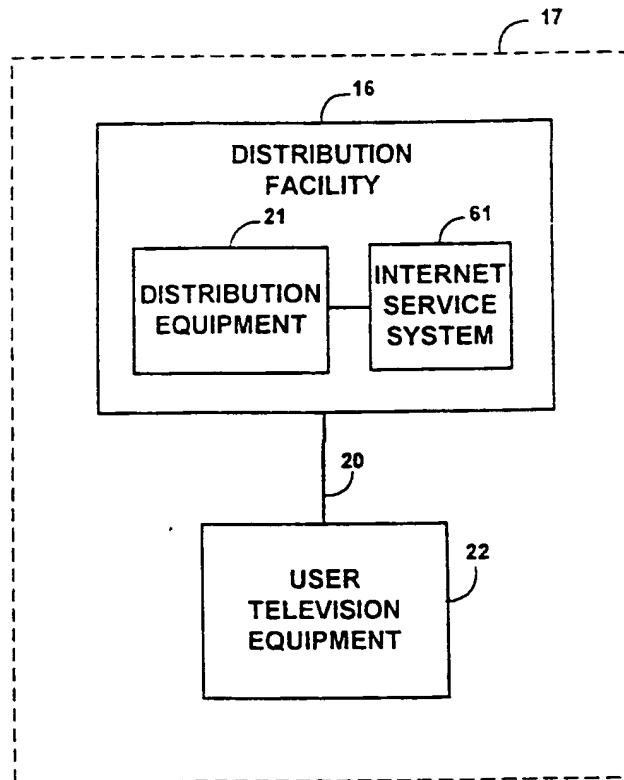 17
16
DISTRIBUTION
FACILITY
21
61
DISTRIBUTION
EQUIPMENT
INTERNET
SERVICE
SYSTEM
20
22
USER
TELEVISION
EQUIPMENT